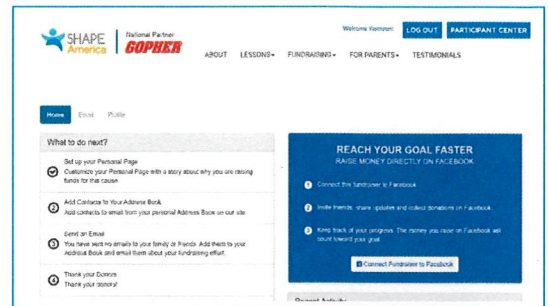 SHAPE
America
National Partner
GOPHER
Welcome
LOG OUT
PARTICIPANT CENTER
ABOUT
LESSONS
FUNDRAISING
FOR PARENTS
TESTIMONIALS
Home
Email
Profile
What to do next?
Set up your Personal Page
Customize your Personal Page with a story about why you are raising
funds for this cause.
2
Add Contacts to Your Address Book
Add contacts to email from your personal Address Book on our site.
3
Send an Email
You have sent no emails to your family or friends. Add them to your
Address Book and email them about your fundraising effort.
4
Thank your Donors
Thank your donors!
REACH YOUR GOAL FASTER
RAISE MONEY DIRECTLY ON FACEBOOK
1 Connect this fundraiser to Facebook
2 Invite friends, share updates and collect donations on Facebook
3 Keep track of your progress. The money you raise on Facebook will
count toward your goal
Connect Fundraiser to Facebook
Recent Activity